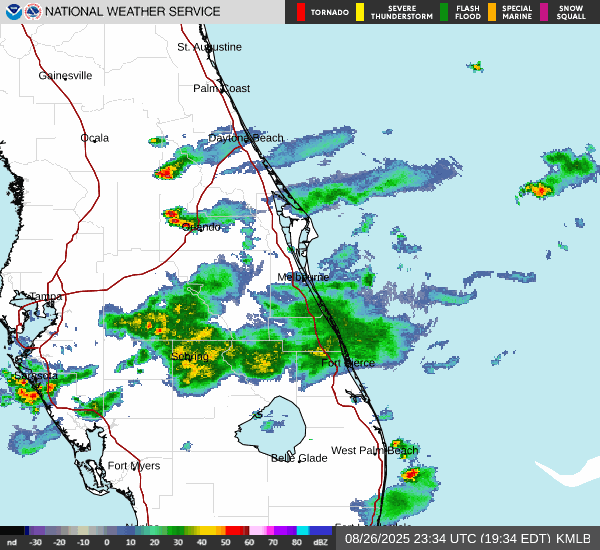 NATIONAL WEATHER SERVICE
TORNADO
SEVERE THUNDERSTORM
FLASH FLOOD
SPECIAL MARINE
SNOW SQUALL
St. Augustine
Gainesville
Palm Coast
Ocala
Daytona Beach
Orlando
Melbourne
Tampa
Sebring
Fort Pierce
Sarasota
West Palm Beach
Belle Glade
Fort Myers
nd -30 -20 -10 0 10 20 30 40 50 60 70 80 dBZ
08/26/2025 23:34 UTC (19:34 EDT) KMLB